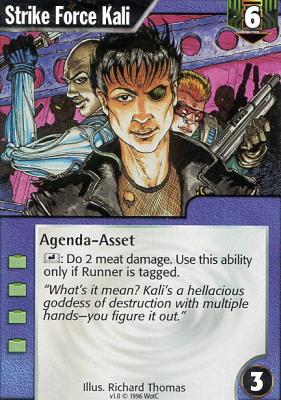 Strike Force Kali
6
Agenda-Asset
: Do 2 meat damage. Use this ability
only if Runner is tagged.
“What's it mean? Kali's a hellacious
goddess of destruction with multiple
hands—you figure it out.”
Illus. Richard Thomas
v1.0 © 1996 WotC
3